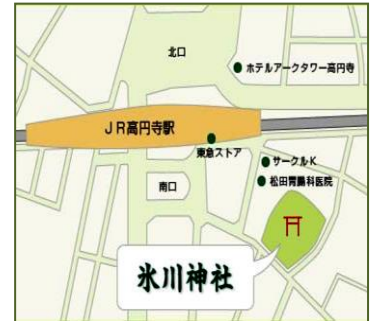 北口
ホテルアークタワー高円寺
JR高円寺駅
東急ストア
サークルK
松田胃腸科医院
南口
氷川神社